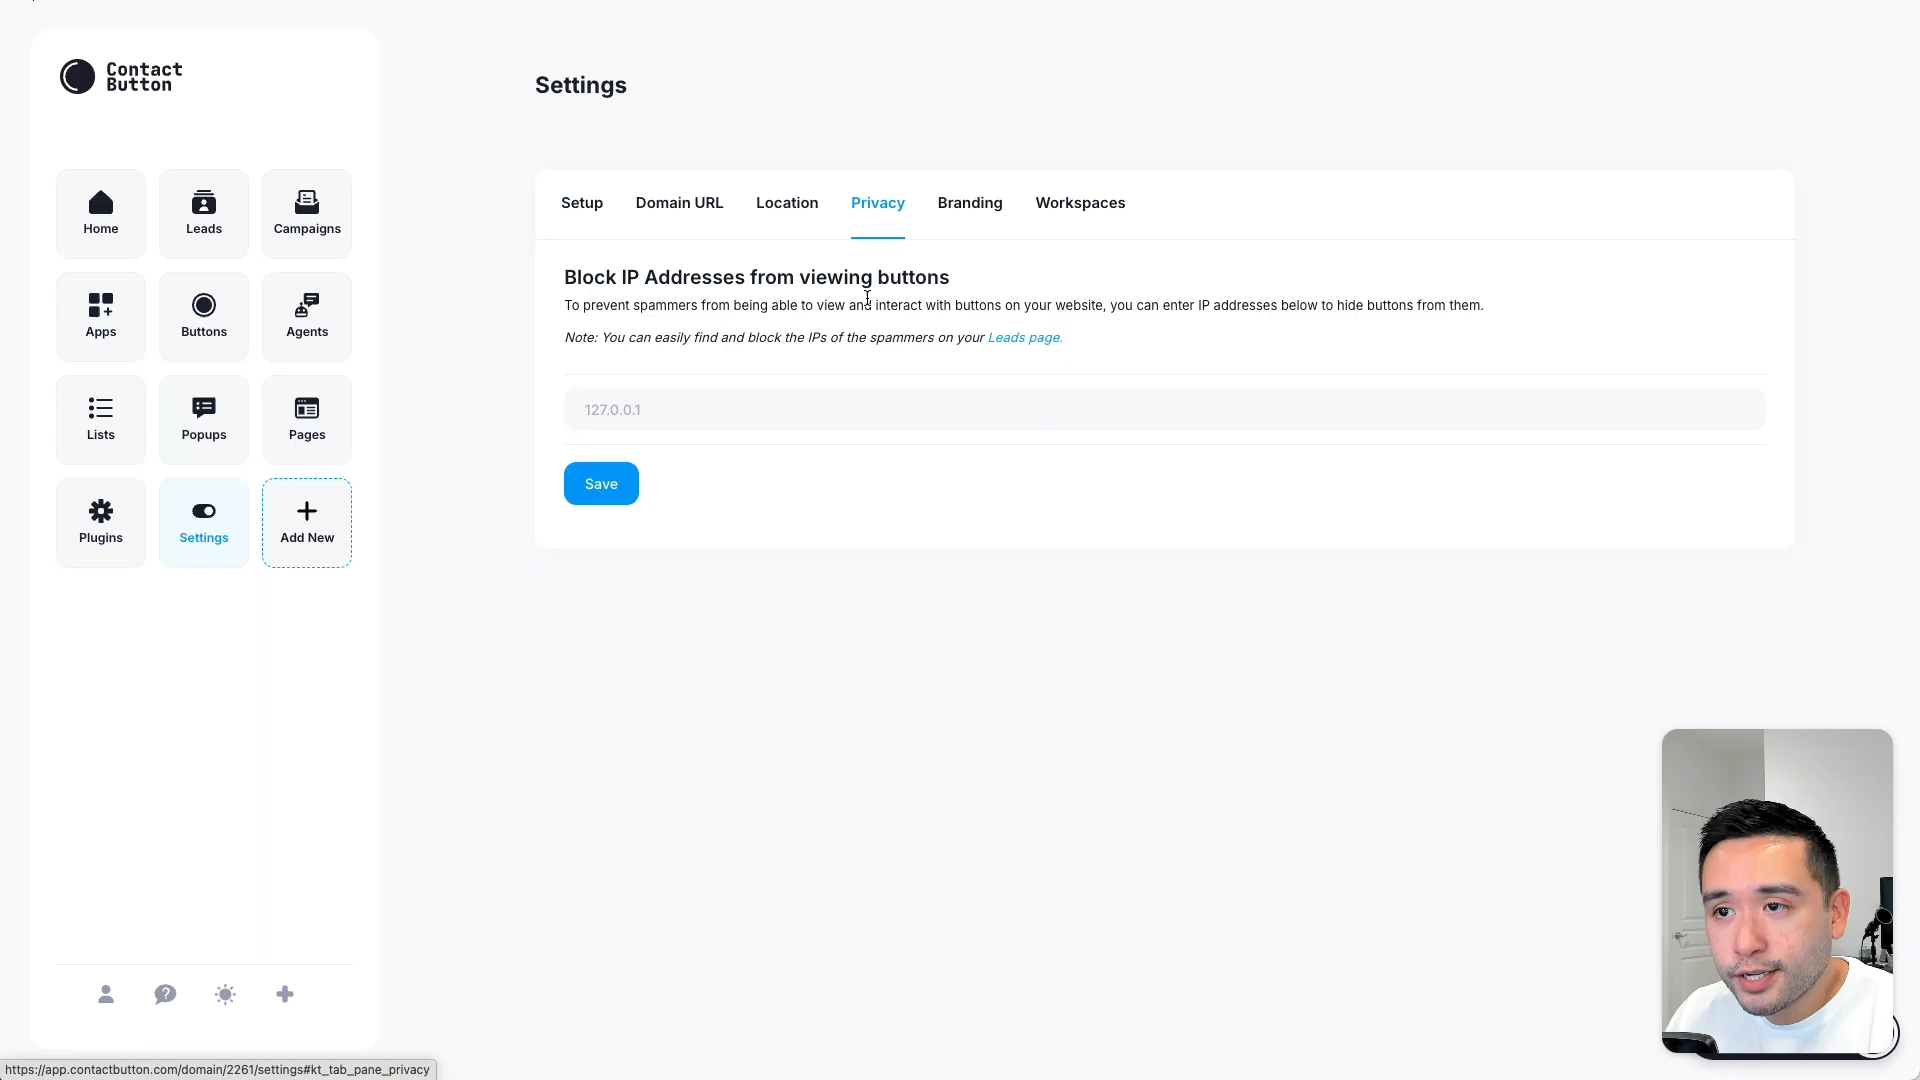 Contact
Button
Settings
Home
Leads
Campaigns
Setup
Domain URL
Location
Privacy
Branding
Workspaces
Block IP Addresses from viewing buttons
To prevent spammers from being able to view and interact with buttons on your website, you can enter IP addresses below to hide buttons from them.
Note: You can easily find and block the IPs of the spammers on your Leads page.
Apps
Buttons
Agents
127.0.0.1
Lists
Popups
Pages
Save
Plugins
Settings
Add New
https://app.contactbutton.com/domain/2261/settings#kt_tab_pane_privacy